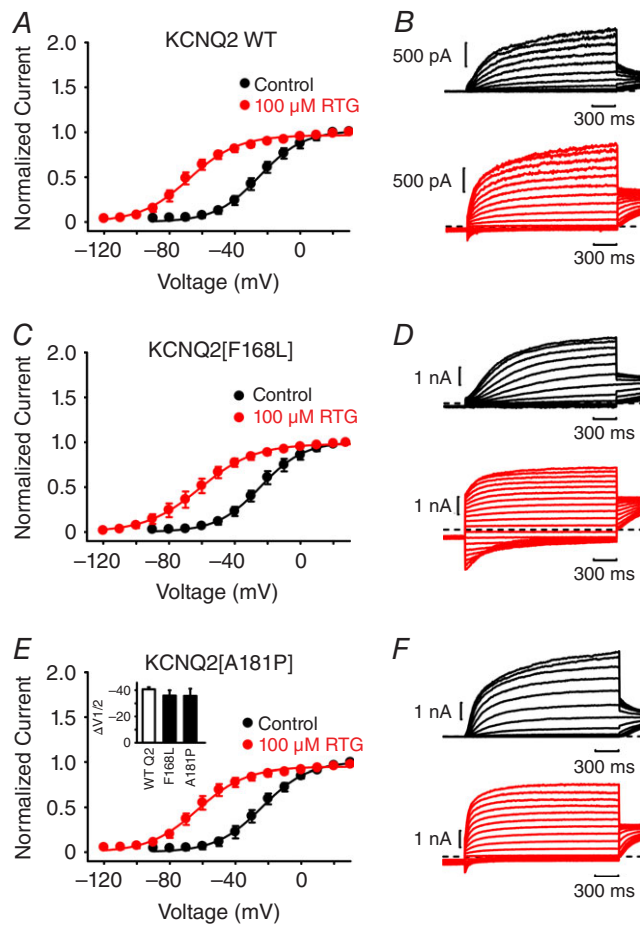 A
KCNQ2 WT
Control
100 µM RTG
Normalized Current
2.0
1.5
1.0
0.5
0
−120
−80
−40
0
Voltage (mV)
B
500 pA
300 ms
500 pA
300 ms
C
KCNQ2[F168L]
Control
100 µM RTG
Normalized Current
2.0
1.5
1.0
0.5
0
−120
−80
−40
0
Voltage (mV)
D
1 nA
300 ms
1 nA
300 ms
E
KCNQ2[A181P]
−40
−20
0
ΔV1/2
WT Q2
F168L
A181P
Control
100 µM RTG
Normalized Current
2.0
1.5
1.0
0.5
0
−120
−80
−40
0
Voltage (mV)
F
1 nA
300 ms
1 nA
300 ms